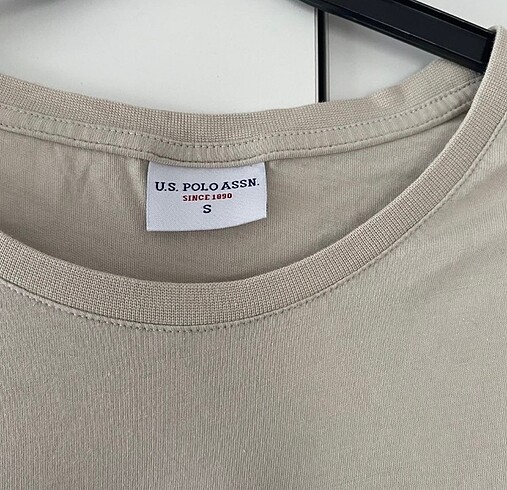 U.S. POLO ASSN.
SINCE 1890
S